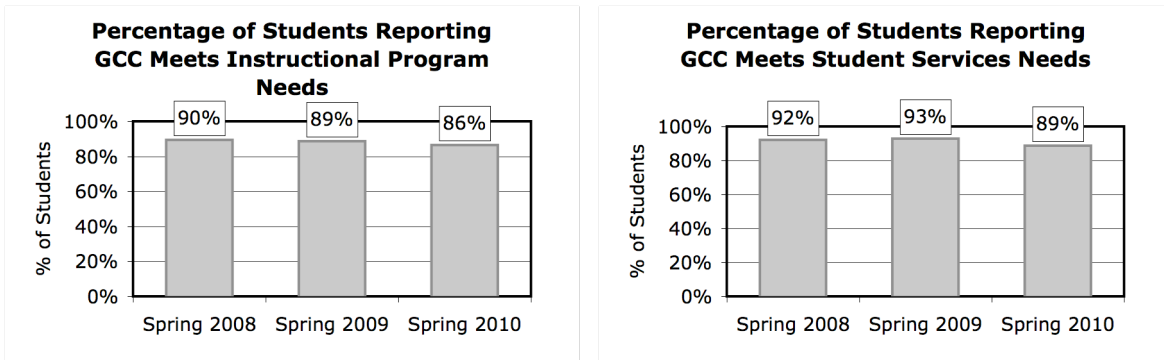 Percentage of Students Reporting
GCC Meets Instructional Program
Needs
% of Students
100%
80%
60%
40%
20%
0%
90%
89%
86%
Spring 2008 Spring 2009 Spring 2010
Percentage of Students Reporting
GCC Meets Student Services Needs
% of Students
100%
80%
60%
40%
20%
0%
92%
93%
89%
Spring 2008 Spring 2009 Spring 2010